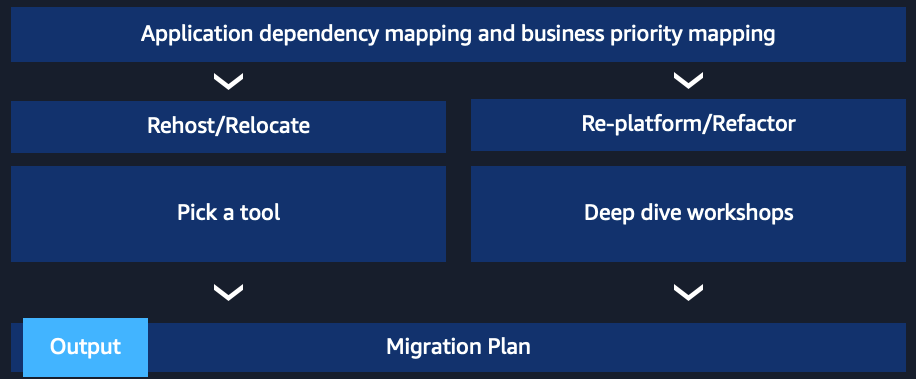 Application dependency mapping and business priority mapping
Rehost/Relocate
Re-platform/Refactor
Pick a tool
Deep dive workshops
Output
Migration Plan